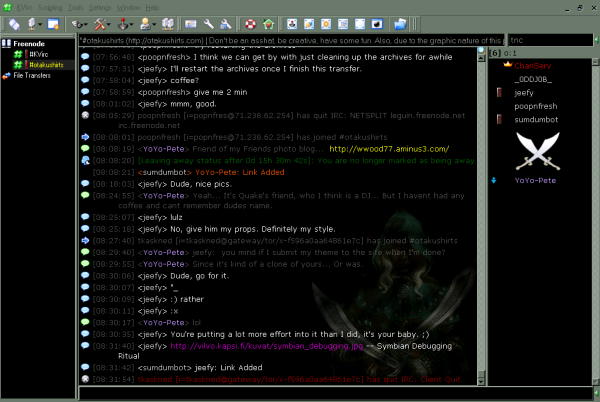 KVirc Scripting Tools Settings Window Help
*#otakushirts (http://otakushirts.com) | Don't be an asshat, be creative, have some fun. Also, due to the graphic nature of this
tnc
Freenode
#KVirc
#otakushirts
File Transfers
[6] 0:1
ChanServ
_0DDJ0B_
jeefy
poopnfresh
sumdumbot
YoYo-Pete
[07:56:48] <poopnfresh> I think we can get by with just cleaning up the archives for awhile
[07:57:45] <jeefy> I'll restart the archives once I finish this transfer.
[07:58:04] <jeefy> coffee?
[07:58:59] <poopnfresh> give me 2 min
[08:01:02] <jeefy> mmm, good.
[08:05:29] poopnfresh [i=poopnfres@71.238.62.254] has quit IRC: NETSPLIT leguin.freenode.net
irc.freenode.net
[08:08:01] poopnfresh [i=poopnfres@71.238.62.254] has joined #otakushirts
[08:08:19] <YoYo-Pete> Friend of my Friends photo blog... http://wwood77.aminus3.com/
[08:08:20] [Leaving away status after 0d 15h 30m 42s]: You are no longer marked as being away
[08:08:21] <sumdumbot> YoYo-Pete: Link Added
[08:18:03] <jeefy> Dude, nice pics.
[08:24:55] <YoYo-Pete> Yeah... It's Quake's friend, who I think is a DJ... But I havent had any
coffee and cant remember dudes name.
[08:25:07] <jeefy> lulz
[08:25:18] <jeefy> No, give him my props. Definitely my style.
[08:27:40] tkaskned [i=tkaskned@gateway/tor/x-f596a0aa64861e7c] has joined #otakushirts
[08:29:40] <YoYo-Pete> jeefy: you mind if I submit my theme to the site when I'm done?
[08:29:55] <YoYo-Pete> Since it's kind of a clone of yours... Or was.
[08:30:06] <jeefy> Dude, go for it.
[08:30:07] <jeefy> "_
[08:30:09] <jeefy> :) rather
[08:30:11] <jeefy> :x
[08:30:17] <YoYo-Pete> lol
[08:30:35] <jeefy> You're putting a lot more effort into it than I did, it's your baby. ;)
[08:31:40] <jeefy> http://vilvo.kapsi.fi/kuvat/symbian_debugging.jpg -- Symbian Debugging
Ritual
[08:31:42] <sumdumbot> jeefy: Link Added
[08:31:54] tkaskned [i=tkaskned@gateway/tor/x-f596a0aa64861e7c] has quit IRC: Client Quit